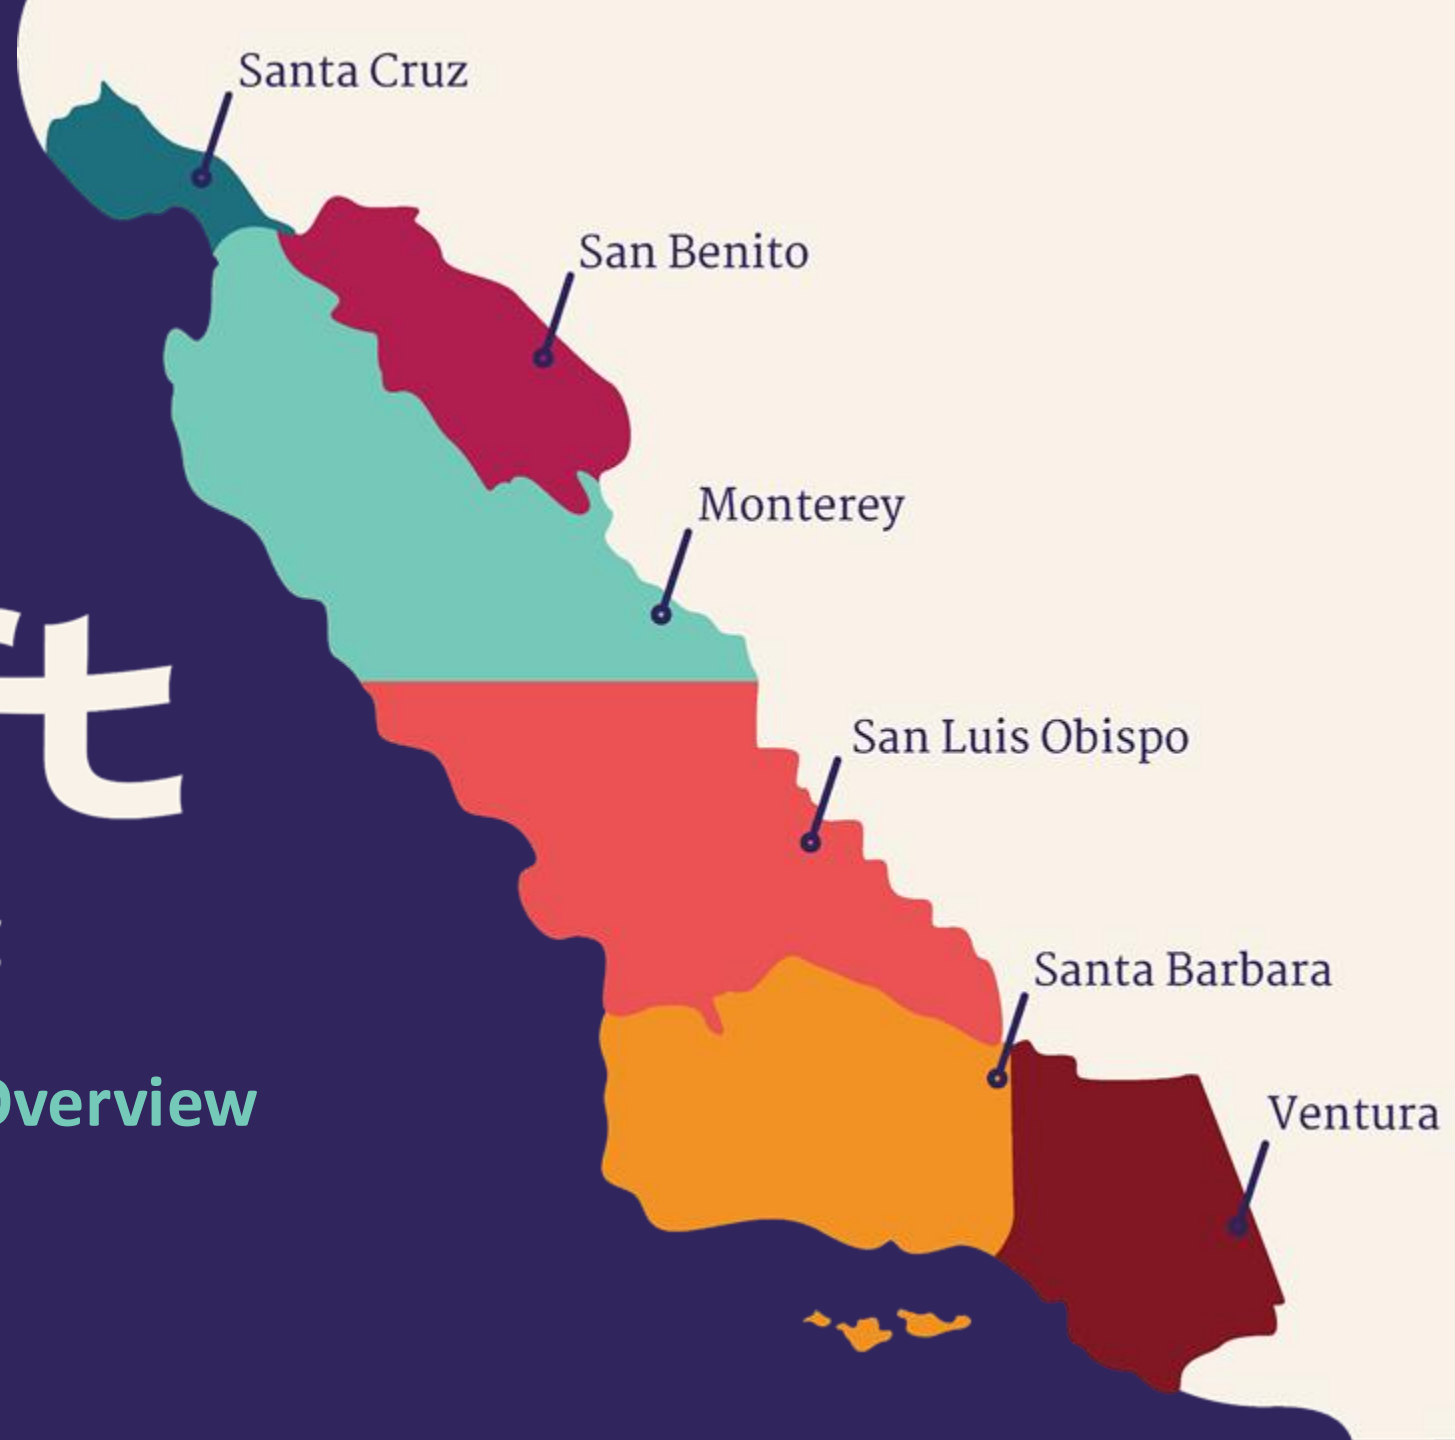 Santa Cruz
San Benito
Monterey
San Luis Obispo
Santa Barbara
Overview
Ventura